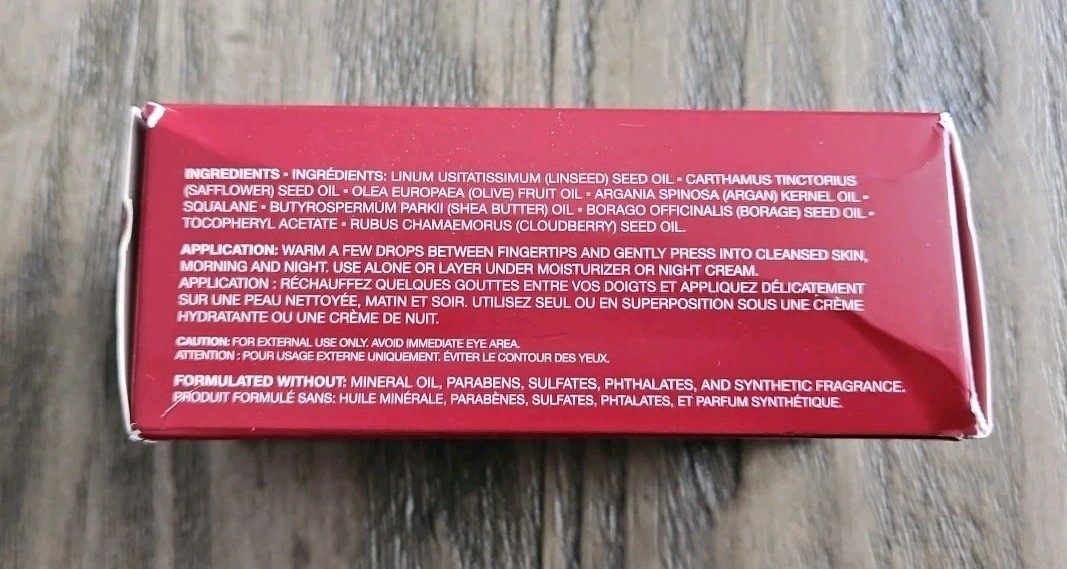 INGREDIENTS • INGRÉDIENTS: LINUM USITATISSIMUM (LINSEED) SEED OIL • CARTHAMUS TINCTORIUS
(SAFFLOWER) SEED OIL • OLEA EUROPAEA (OLIVE) FRUIT OIL • ARGANIA SPINOSA (ARGAN) KERNEL OIL •
SQUALANE • BUTYROSPERMUM PARKII (SHEA BUTTER) OIL • BORAGO OFFICINALIS (BORAGE) SEED OIL •
TOCOPHERYL ACETATE • RUBUS CHAMAEMORUS (CLOUDBERRY) SEED OIL.
APPLICATION: WARM A FEW DROPS BETWEEN FINGERTIPS AND GENTLY PRESS INTO CLEANSED SKIN,
MORNING AND NIGHT. USE ALONE OR LAYER UNDER MOISTURIZER OR NIGHT CREAM.
APPLICATION : RÉCHAUFFEZ QUELQUES GOUTTES ENTRE VOS DOIGTS ET APPLIQUEZ DÉLICATEMENT
SUR UNE PEAU NETTOYÉE, MATIN ET SOIR. UTILISEZ SEUL OU EN SUPERPOSITION SOUS UNE CRÈME
HYDRATANTE OU UNE CRÈME DE NUIT.
CAUTION: FOR EXTERNAL USE ONLY. AVOID IMMEDIATE EYE AREA.
ATTENTION : POUR USAGE EXTERNE UNIQUEMENT. ÉVITER LE CONTOUR DES YEUX.
FORMULATED WITHOUT: MINERAL OIL, PARABENS, SULFATES, PHTHALATES, AND SYNTHETIC FRAGRANCE.
PRODUIT FORMULÉ SANS: HUILE MINÉRALE, PARABÈNES, SULFATES, PHTALATES, ET PARFUM SYNTHÉTIQUE.